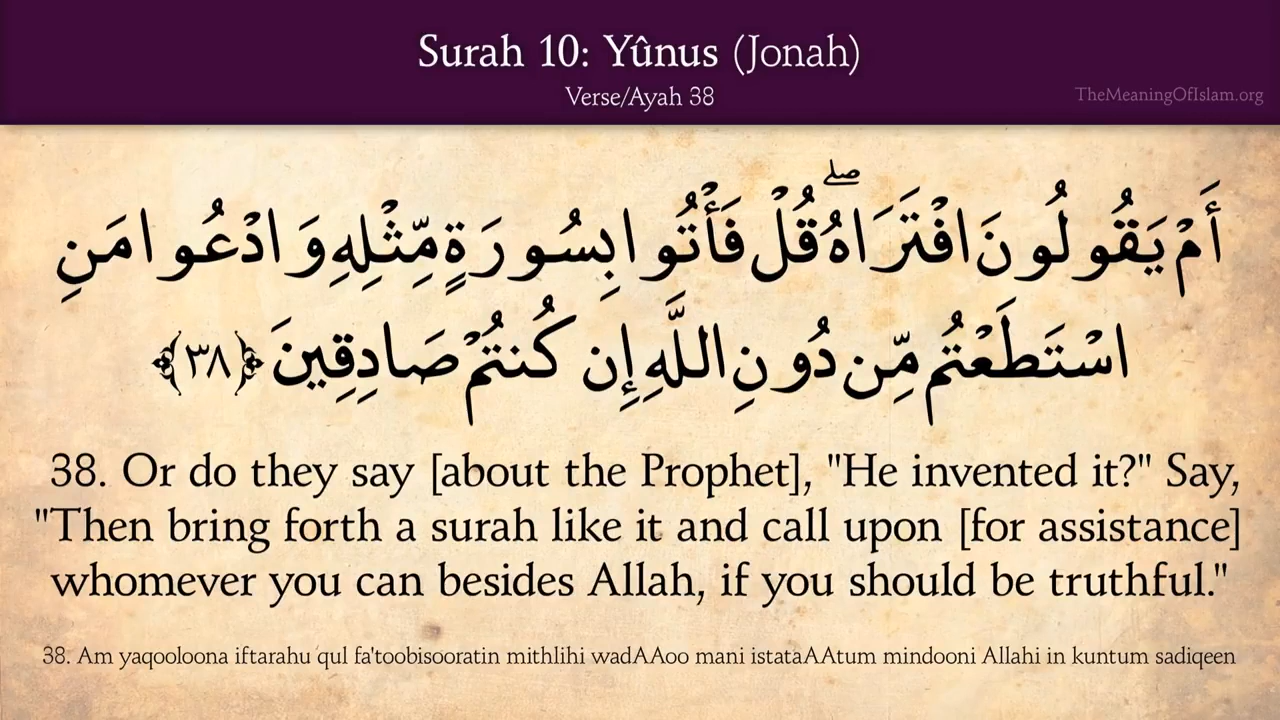 Surah 10: Yûnus (Jonah)
Verse/Ayah 38
TheMeaningOfIslam.org
أَمْ يَقُولُونَ افْتَرَاهُ ۖ قُلْ فَأْتُوا بِسُورَةٍ مِّثْلِهِ وَادْعُوا مَنِ
اسْتَطَعْتُم مِّن دُونِ اللَّهِ إِن كُنتُمْ صَادِقِينَ ﴿٣٨﴾
38. Or do they say [about the Prophet], "He invented it?" Say,
"Then bring forth a surah like it and call upon [for assistance]
whomever you can besides Allah, if you should be truthful."
38. Am yaqooloona iftarahu qul fa'toobisooratin mithlihi wadAAoo mani istataAAtum mindooni Allahi in kuntum sadiqeen